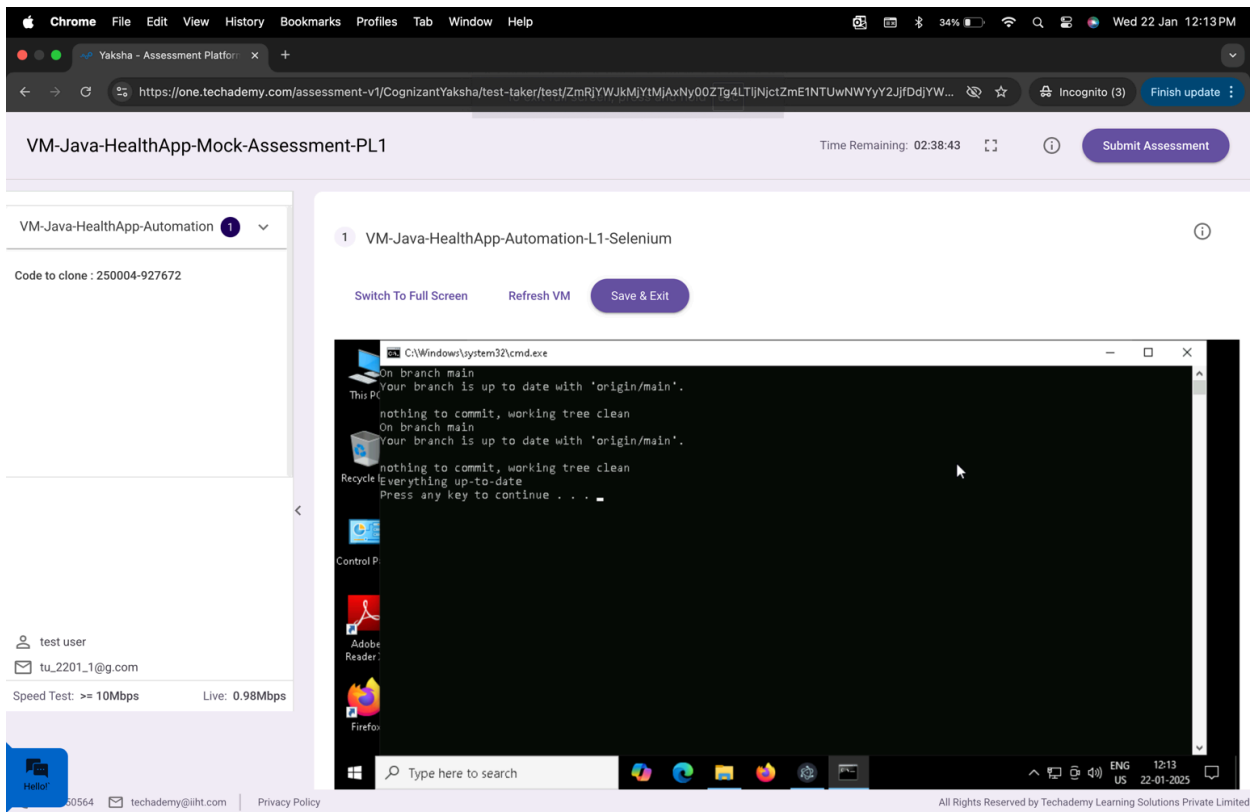 Chrome File Edit View History Bookmarks Profiles Tab Window Help 34% Wed 22 Jan 12:13 PM
Yaksha - Assessment Platform
https://one.techademy.com/assessment-v1/CognizantYaksha/test-taker/test/ Incognito (3) Finish update
VM-Java-HealthApp-Mock-Assessment-PL1 Time Remaining: 02:38:43 Submit Assessment
VM-Java-HealthApp-Automation 1
Code to clone : 250004-927672
1 VM-Java-HealthApp-Automation-L1-Selenium
Switch To Full Screen Refresh VM Save & Exit
C:\Windows\system32\cmd.exe
On branch main
Your branch is up to date with 'origin/main'.
nothing to commit, working tree clean
On branch main
Your branch is up to date with 'origin/main'.
nothing to commit, working tree clean
Everything up-to-date
Press any key to continue . . .
This PC
Recycle
Control P
Adobe
Reader
Firefox
test user
tu_2201_1@g.com
Speed Test: >= 10Mbps Live: 0.98Mbps
Hello!
Type here to search
ENG
US
12:13
22-01-2025
50564 techademy@iiht.com Privacy Policy All Rights Reserved by Techademy Learning Solutions Private Limited